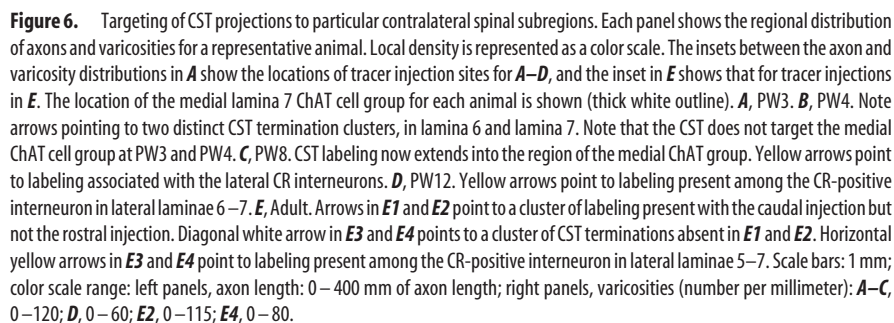 Figure 6. Targeting of CST projections to particular contralateral spinal subregions. Each panel shows the regional distribution
of axons and varicosities for a representative animal. Local density is represented as a color scale. The insets between the axon and
varicosity distributions in A show the locations of tracer injection sites for A–D, and the inset in E shows that for tracer injections
in E. The location of the medial lamina 7 ChAT cell group for each animal is shown (thick white outline). A, PW3. B, PW4. Note
arrows pointing to two distinct CST termination clusters, in lamina 6 and lamina 7. Note that the CST does not target the medial
ChAT cell group at PW3 and PW4. C, PW8. CST labeling now extends into the region of the medial ChAT group. Yellow arrows point
to labeling associated with the lateral CR interneurons. D, PW12. Yellow arrows point to labeling present among the CR-positive
interneuron in lateral laminae 6–7. E, Adult. Arrows in E1 and E2 point to a cluster of labeling present with the caudal injection but
not the rostral injection. Diagonal white arrow in E3 and E4 points to a cluster of CST terminations absent in E1 and E2. Horizontal
yellow arrows in E3 and E4 point to labeling present among the CR-positive interneuron in lateral laminae 5–7. Scale bars: 1 mm;
color scale range: left panels, axon length: 0–400 mm of axon length; right panels, varicosities (number per millimeter): A–C,
0–120; D, 0–60; E2, 0–115; E4, 0–80.